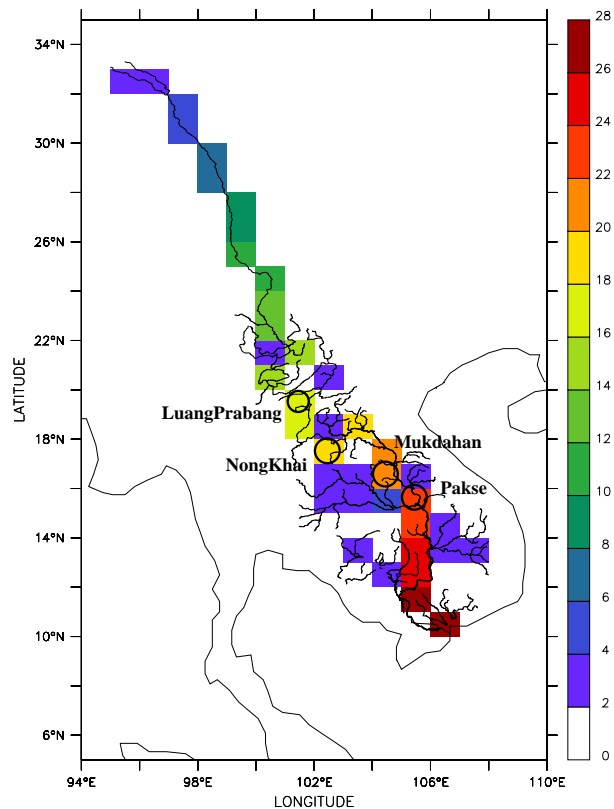 28
34°N
26
24
30°N
22
20
26°N
18
22°N
16
LATITUDE
14
LuangPrabang
18°N
Mukdahan
12
NongKhai
Pakse
10
14°N
8
6
10°N
4
2
6°N
0
94°E 98°E 102°E 106°E 110°E
LONGITUDE